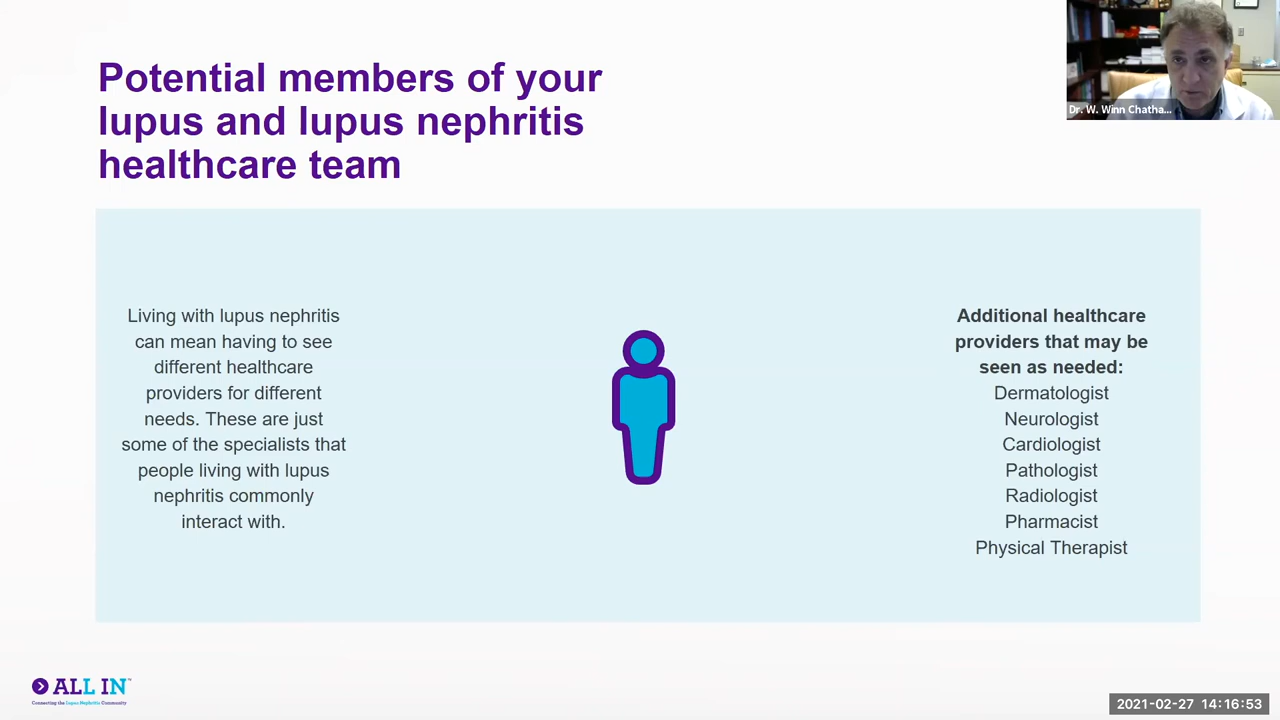 Potential members of your
lupus and lupus nephritis
healthcare team
Dr. W. Winn Chatha...
Living with lupus nephritis
can mean having to see
different healthcare
providers for different
needs. These are just
some of the specialists that
people living with lupus
nephritis commonly
interact with.
Additional healthcare
providers that may be
seen as needed:
Dermatologist
Neurologist
Cardiologist
Pathologist
Radiologist
Pharmacist
Physical Therapist
ALL IN™
Connecting the Lupus Nephritis Community
2021-02-27 14:16:53